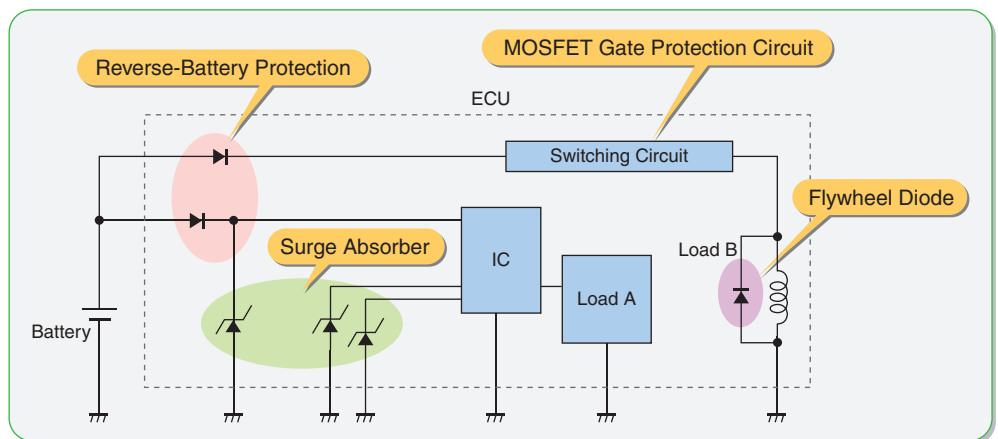 MOSFET Gate Protection Circuit
Reverse-Battery Protection
ECU
Switching Circuit
Flywheel Diode
Surge Absorber
Load B
IC
Load A
Battery